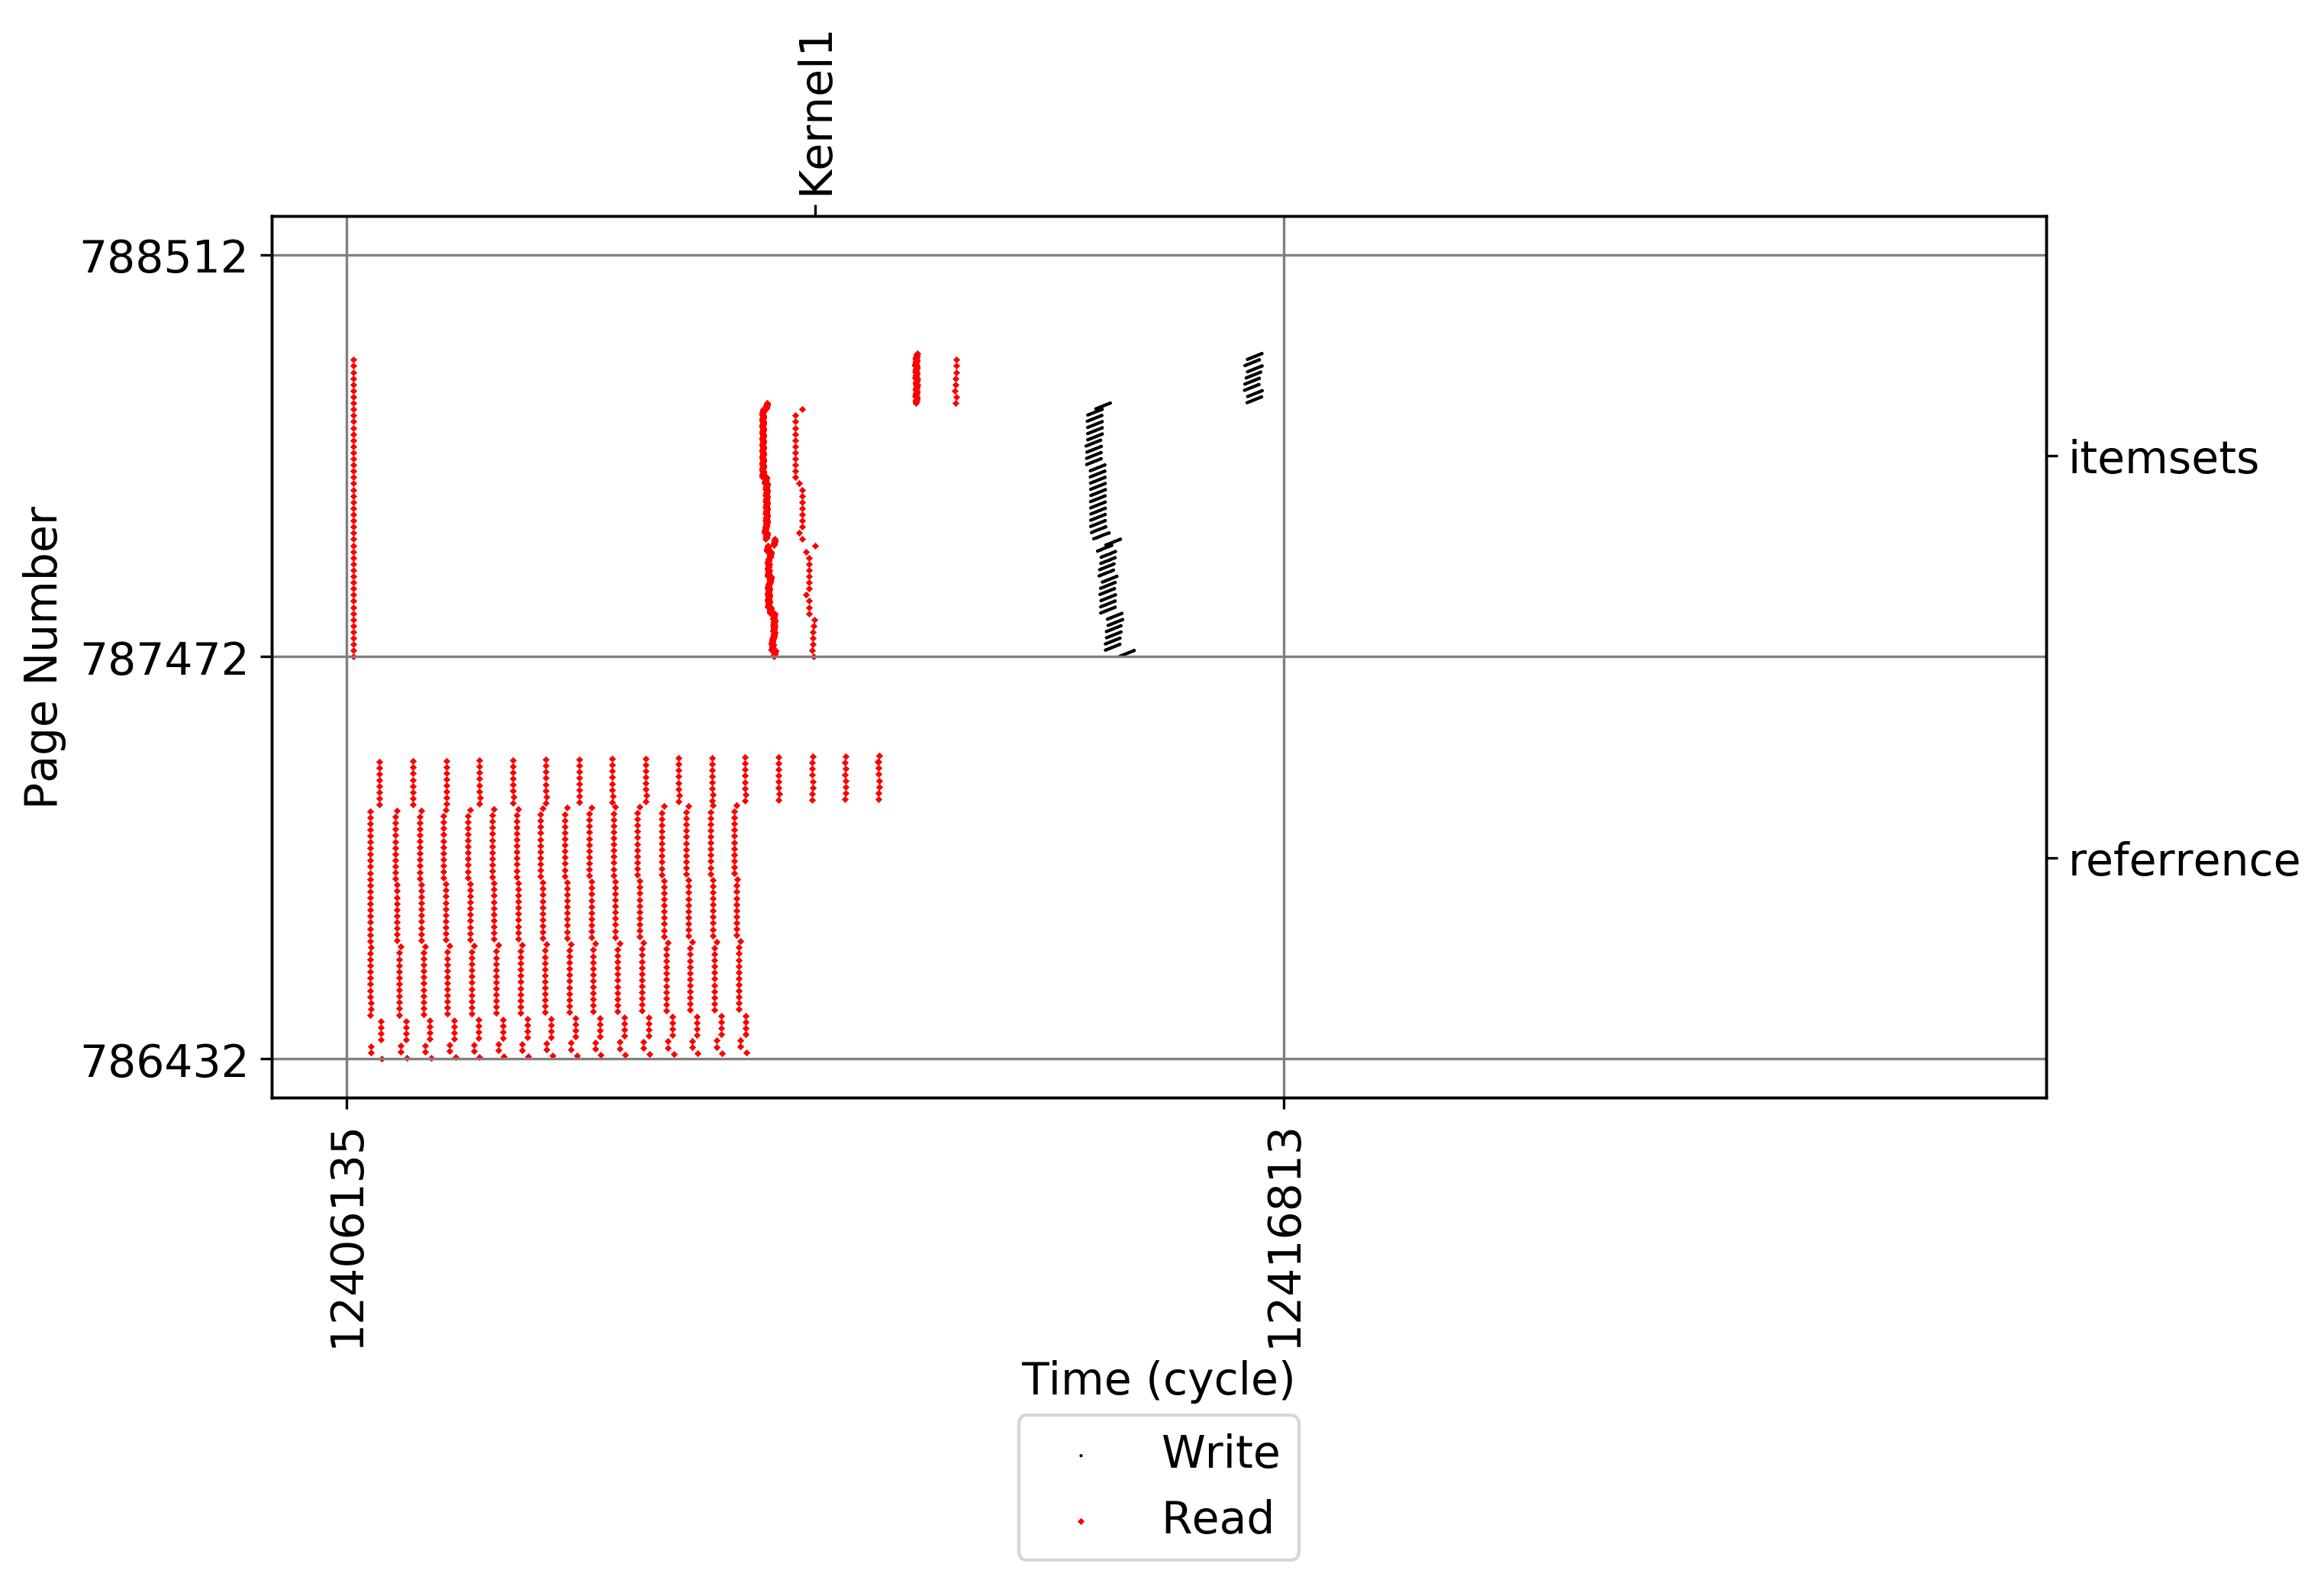 Kernel1
788512
787472
786432
Page Number
itemsets
referrence
12406135
12416813
Time (cycle)
Write
Read